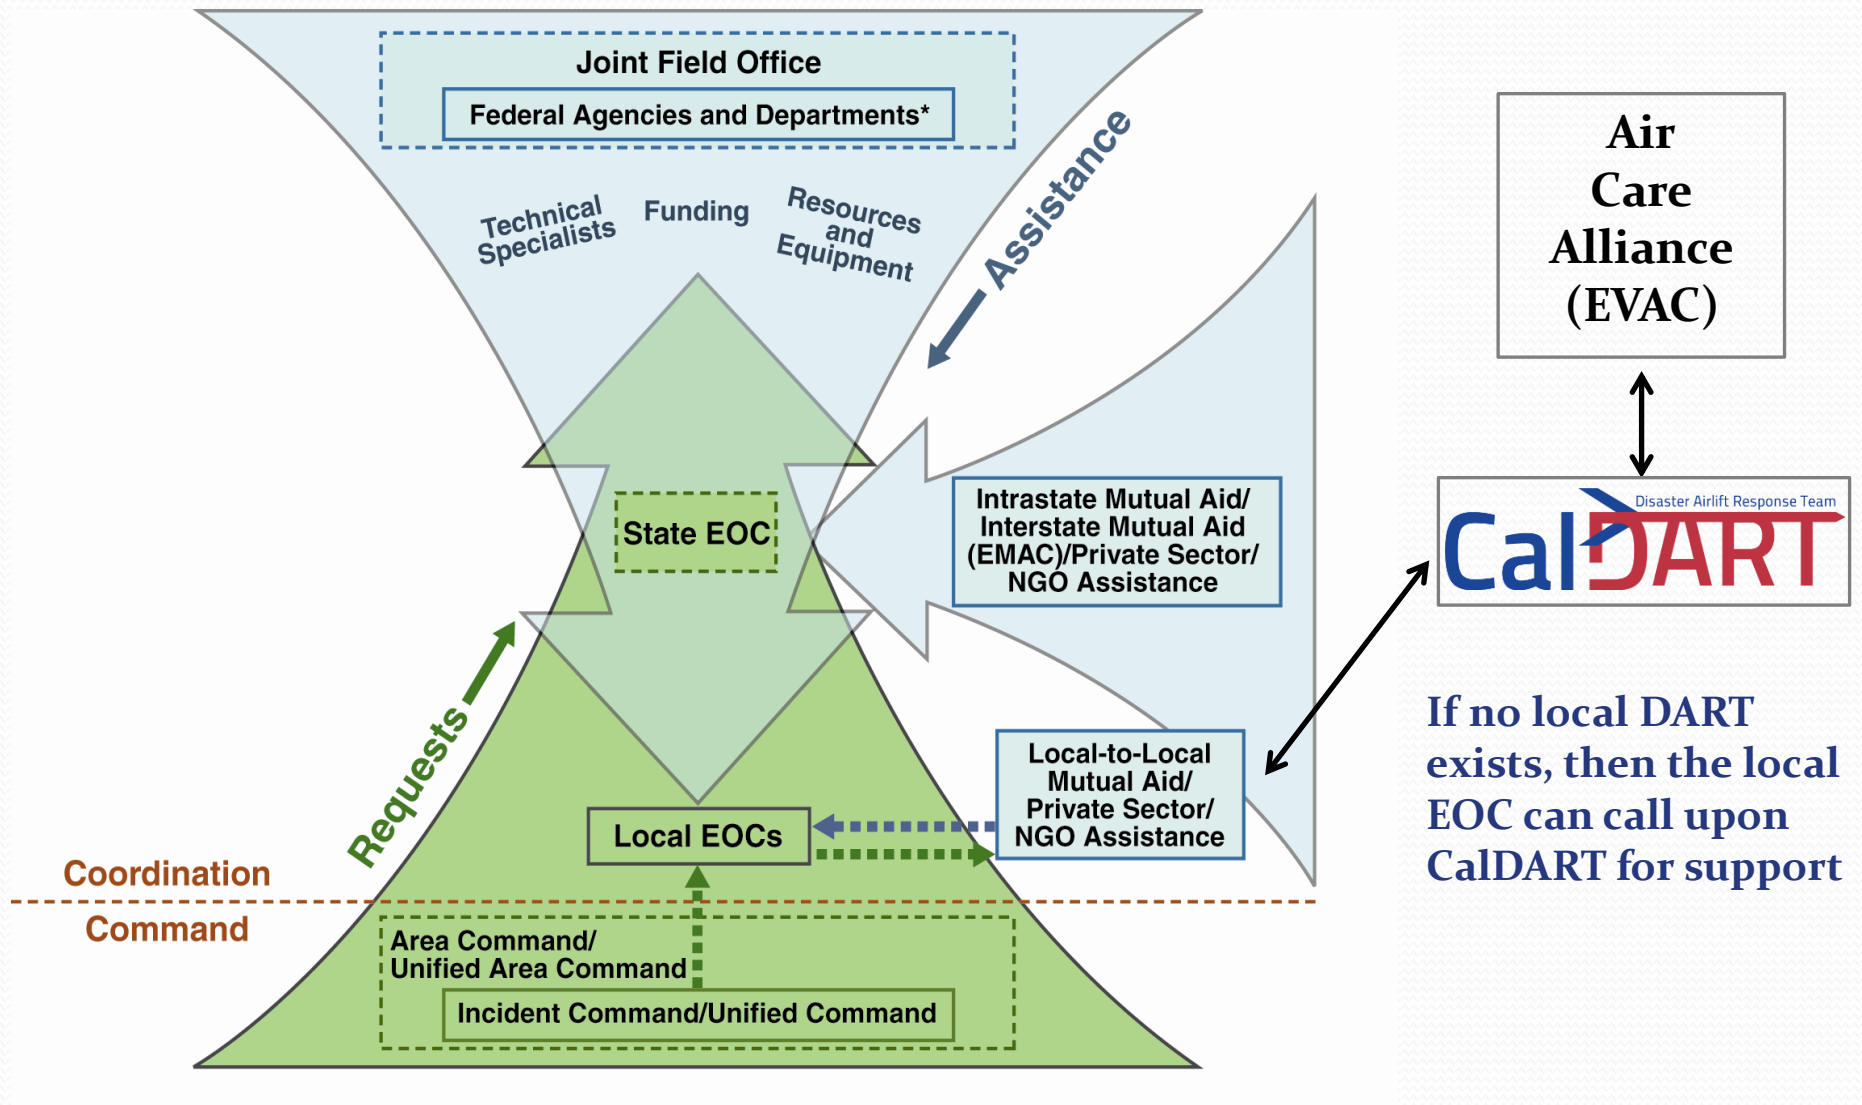 Joint Field Office
Federal Agencies and Departments*
Technical
Specialists
Funding
Resources
and
Equipment
Assistance
Air
Care
Alliance
(EVAC)
State EOC
Intrastate Mutual Aid/
Interstate Mutual Aid
(EMAC)/Private Sector/
NGO Assistance
Disaster Airlift Response Team
CalDART
Requests
Local-to-Local
Mutual Aid/
Private Sector/
NGO Assistance
If no local DART
exists, then the local
EOC can call upon
CalDART for support
Local EOCs
Coordination
Command
Area Command/
Unified Area Command
Incident Command/Unified Command